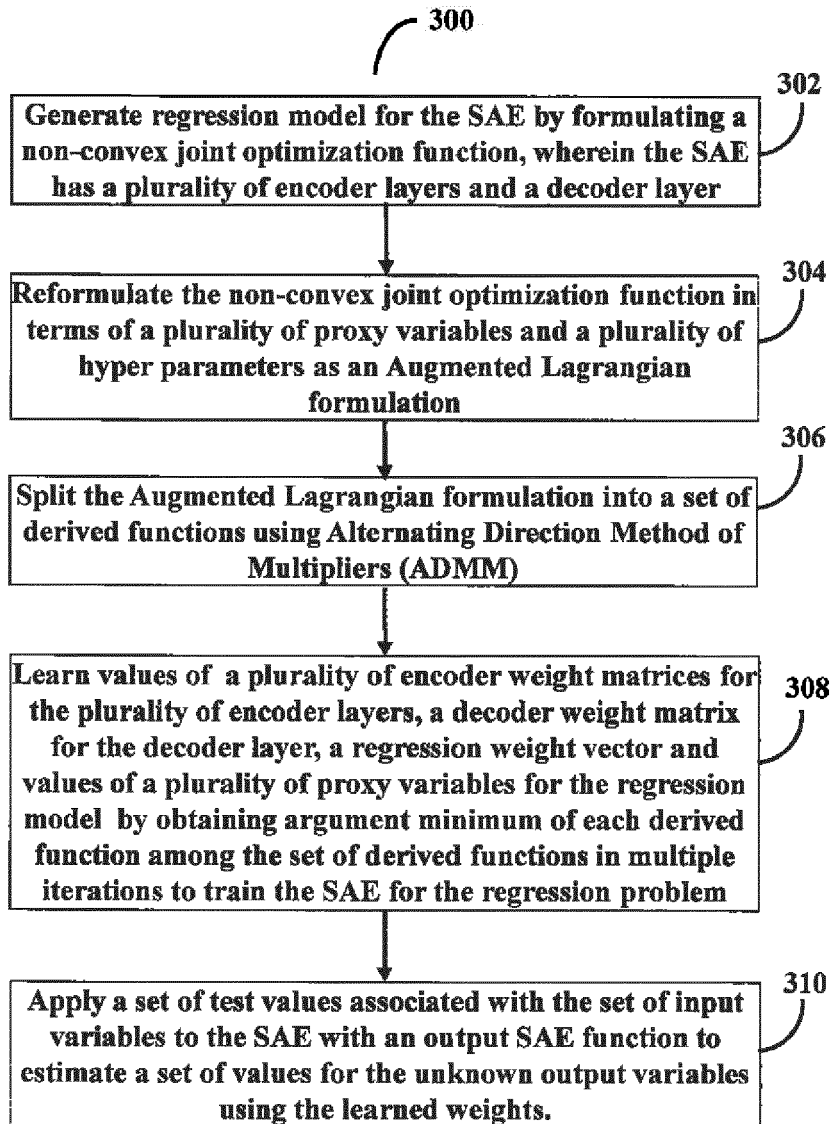 300
302
Generate regression model for the SAE by formulating a
non-convex joint optimization function, wherein the SAE
has a plurality of encoder layers and a decoder layer
304
Reformulate the non-convex joint optimization function in
terms of a plurality of proxy variables and a plurality of
hyper parameters as an Augmented Lagrangian
formulation
306
Split the Augmented Lagrangian formulation into a set of
derived functions using Alternating Direction Method of
Multipliers (ADMM)
308
Learn values of a plurality of encoder weight matrices for
the plurality of encoder layers, a decoder weight matrix
for the decoder layer, a regression weight vector and
values of a plurality of proxy variables for the regression
model by obtaining argument minimum of each derived
function among the set of derived functions in multiple
iterations to train the SAE for the regression problem
310
Apply a set of test values associated with the set of input
variables to the SAE with an output SAE function to
estimate a set of values for the unknown output variables
using the learned weights.